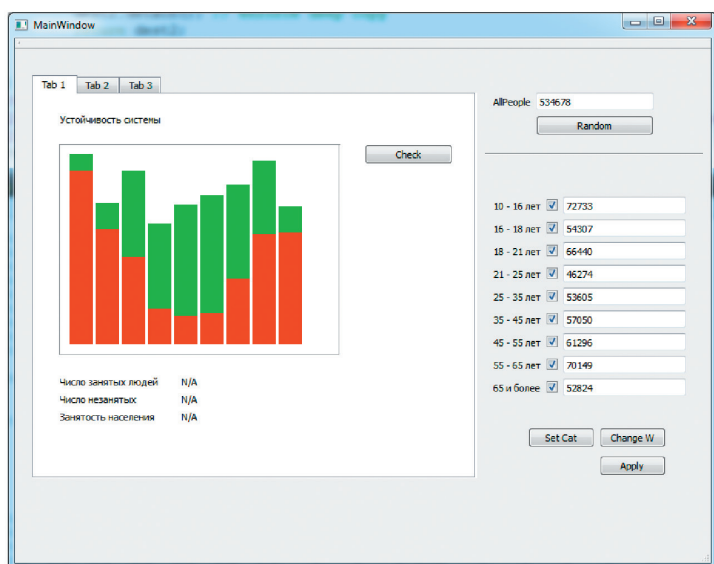 MainWindow
Tab 1 Tab 2 Tab 3
Устойчивость системы
Check
Число занятых людей N/A
Число незанятых N/A
Занятость населения N/A
AllPeople 534678
Random
10 - 16 лет 72733
16 - 18 лет 54307
18 - 21 лет 66440
21 - 25 лет 46274
25 - 35 лет 53605
35 - 45 лет 57050
45 - 55 лет 61296
55 - 65 лет 70149
65 и более 52824
Set Cat Change W
Apply